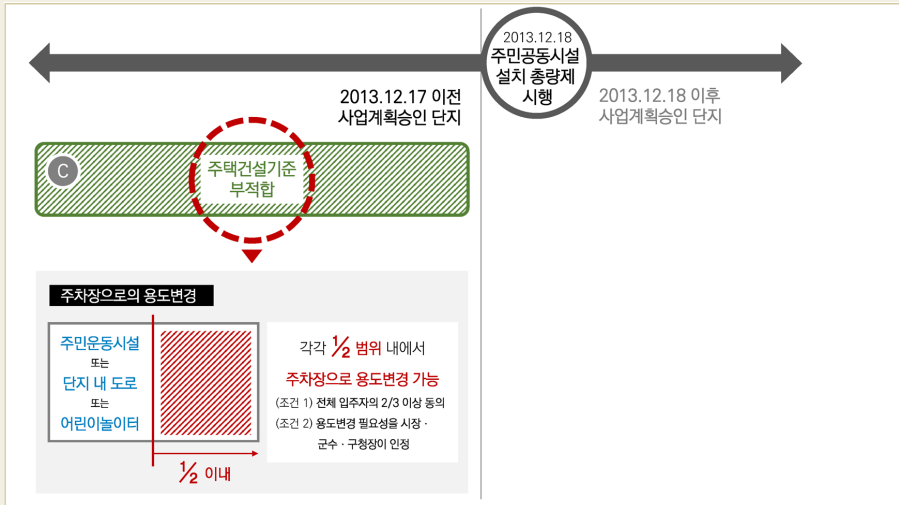 2013.12.18
주민공동시설
설치 총량제
시행
2013.12.17 이전
사업계획승인 단지
2013.12.18 이후
사업계획승인 단지
C
주택건설기준
부적합
주차장으로의 용도변경
주민운동시설
또는
단지 내 도로
또는
어린이놀이터
1/2 이내
각각 1/2 범위 내에서
주차장으로 용도변경 가능
(조건 1) 전체 입주자의 2/3 이상 동의
(조건 2) 용도변경 필요성을 시장 ·
군수 · 구청장이 인정